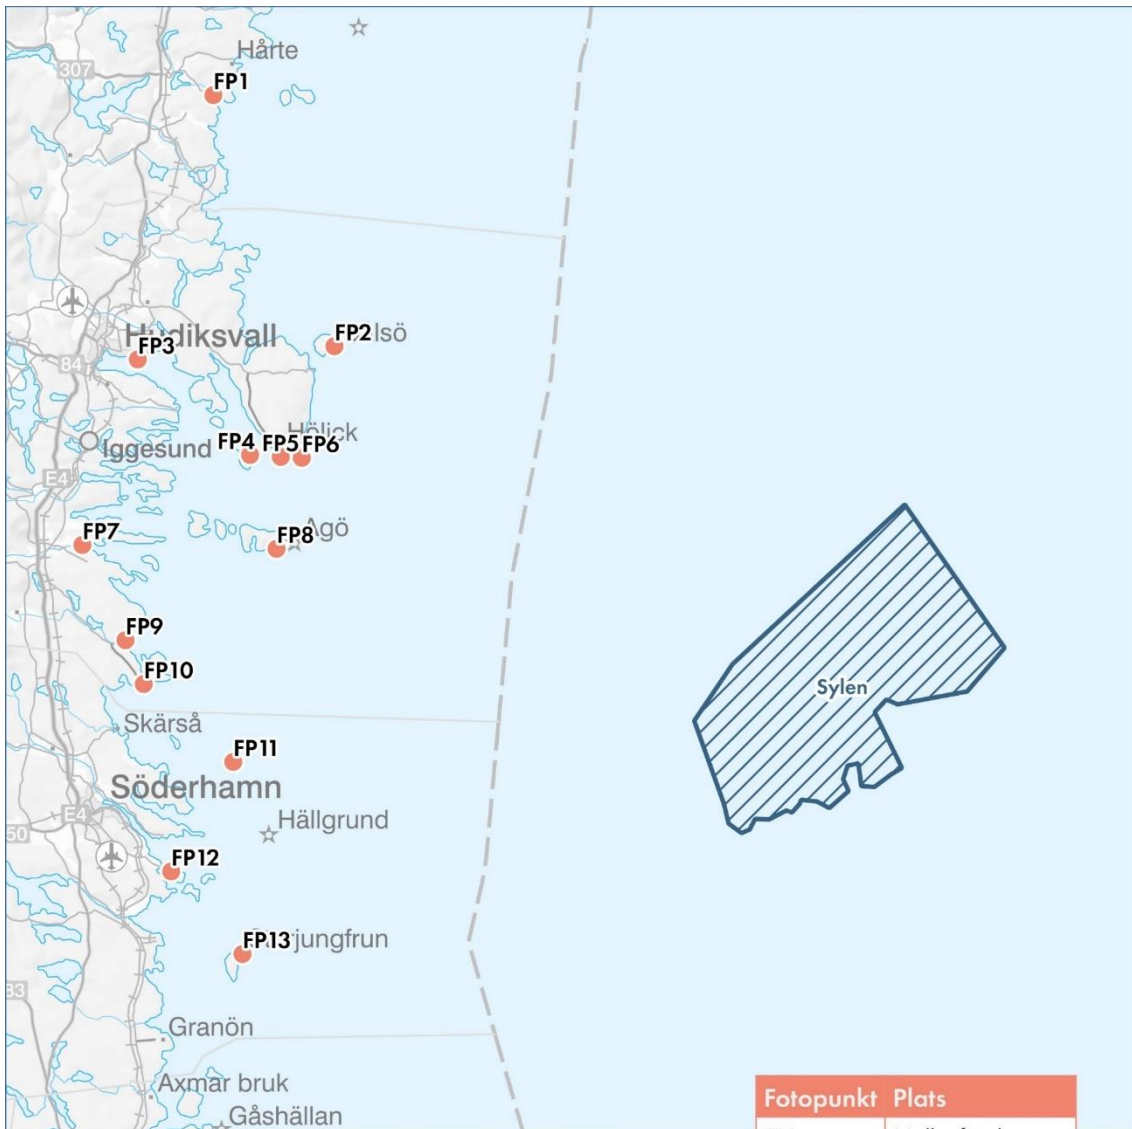 Hårte
307
FP1
Hudiksvall
FP3
FP2
84
FP4
FP5
FP6
Iggesund
E4
FP7
FP8
Agö
FP9
FP10
Sylen
Skärså
FP11
Söderhamn
E4
50
Hällgrund
FP12
FP13
83
Granön
Axmar bruk
Gåshällan
Fotopunkt Plats